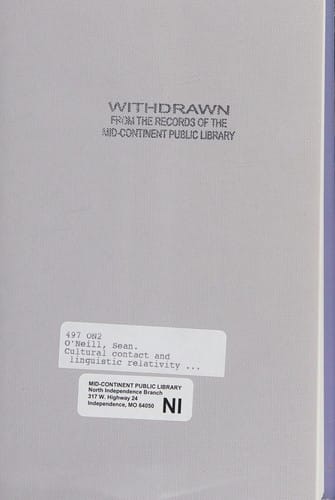 WITHDRAWN
FROM THE RECORDS OF THE
MID-CONTINENT PUBLIC LIBRARY
497 ON2
O'Neill, Sean.
Cultural contact and
linguistic relativity ...
MID-CONTINENT PUBLIC LIBRARY
North Independence Branch
317 W. Highway 24
Independence, MO 64050
NI